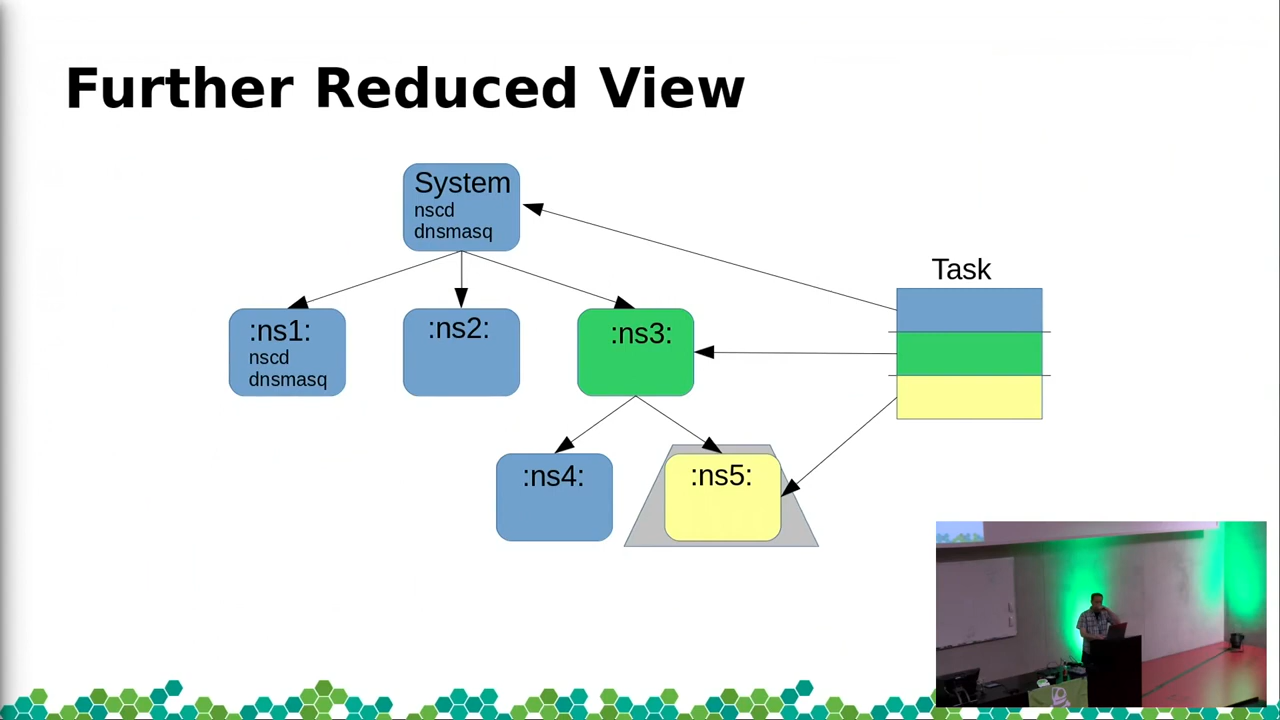 Further Reduced View
System
nscd
dnsmasq
Task
:ns1:
nscd
dnsmasq
:ns2:
:ns3:
:ns4:
:ns5: